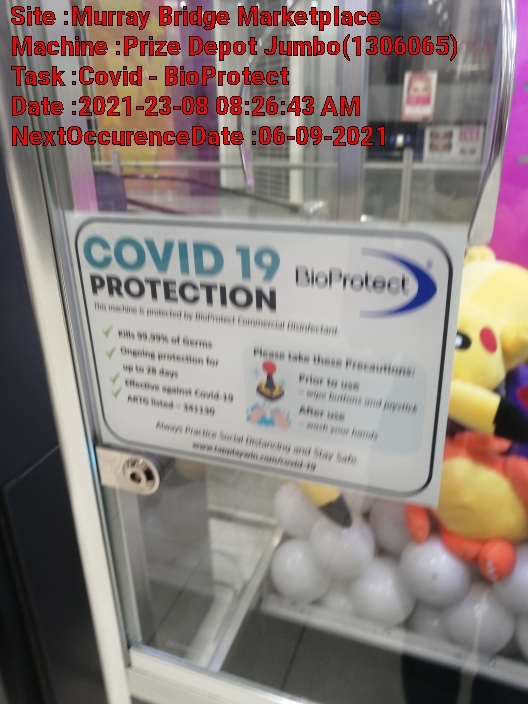 Site :Murray Bridge Marketplace
Machine :Prize Depot Jumbo(1306065)
Task :Covid - BioProtect
Date :2021-23-08 08:26:43 AM
NextOccurenceDate :06-09-2021
COVID 19
PROTECTION
BioProtect
This machine is protected by BioProtect Commercial Disinfectant.
Kills 99.99% of Germs
Ongoing protection for
up to 28 days
Effective against Covid-19
ARTG listed - 341130
Please take these Precautions:
Prior to use
- wipe buttons and joystick
After use
- wash your hands
Always Practice Social Distancing and Stay Safe.